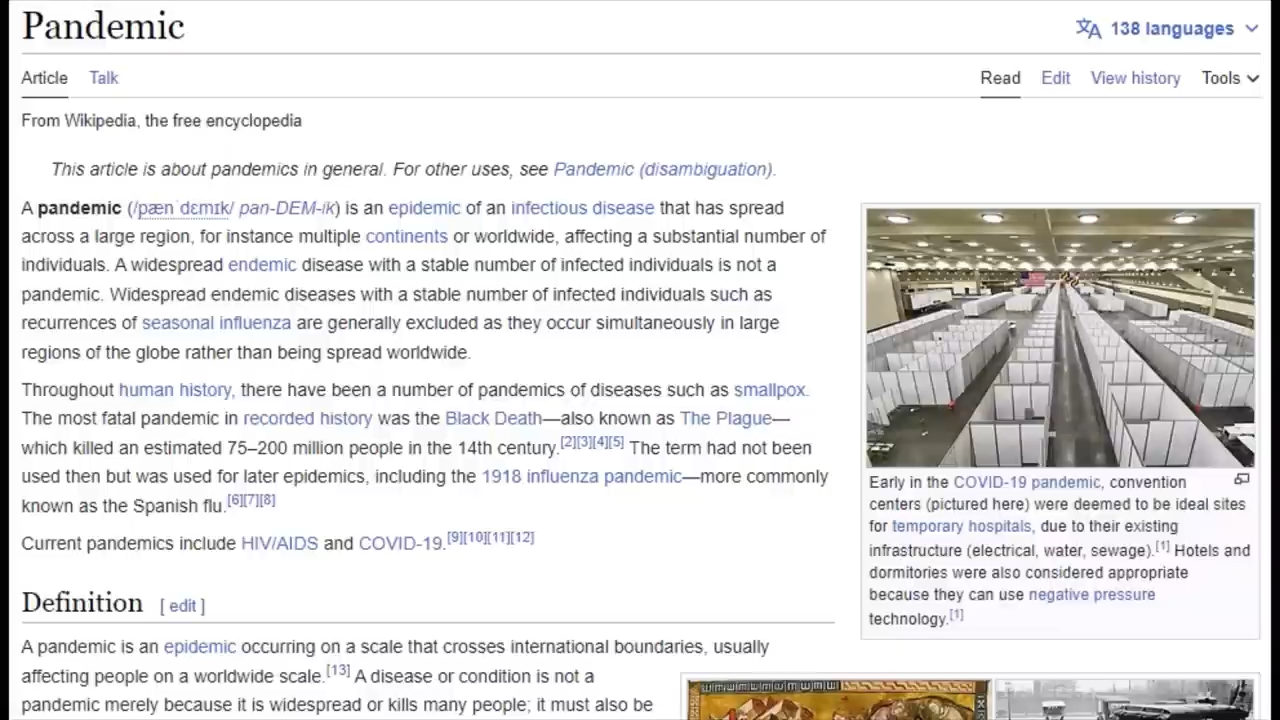 Pandemic
138 languages
Article Talk
Read Edit View history Tools
From Wikipedia, the free encyclopedia
This article is about pandemics in general. For other uses, see Pandemic (disambiguation).
A pandemic (/pænˈdɛmɪk/ pan-DEM-ik) is an epidemic of an infectious disease that has spread
across a large region, for instance multiple continents or worldwide, affecting a substantial number of
individuals. A widespread endemic disease with a stable number of infected individuals is not a
pandemic. Widespread endemic diseases with a stable number of infected individuals such as
recurrences of seasonal influenza are generally excluded as they occur simultaneously in large
regions of the globe rather than being spread worldwide.
Throughout human history, there have been a number of pandemics of diseases such as smallpox.
The most fatal pandemic in recorded history was the Black Death—also known as The Plague—
which killed an estimated 75–200 million people in the 14th century.[2][3][4][5] The term had not been
used then but was used for later epidemics, including the 1918 influenza pandemic—more commonly
known as the Spanish flu.[6][7][8]
Current pandemics include HIV/AIDS and COVID-19.[9][10][11][12]
Early in the COVID-19 pandemic, convention
centers (pictured here) were deemed to be ideal sites
for temporary hospitals, due to their existing
infrastructure (electrical, water, sewage).[1] Hotels and
dormitories were also considered appropriate
because they can use negative pressure
technology.[1]
Definition [ edit ]
A pandemic is an epidemic occurring on a scale that crosses international boundaries, usually
affecting people on a worldwide scale.[13] A disease or condition is not a
pandemic merely because it is widespread or kills many people; it must also be